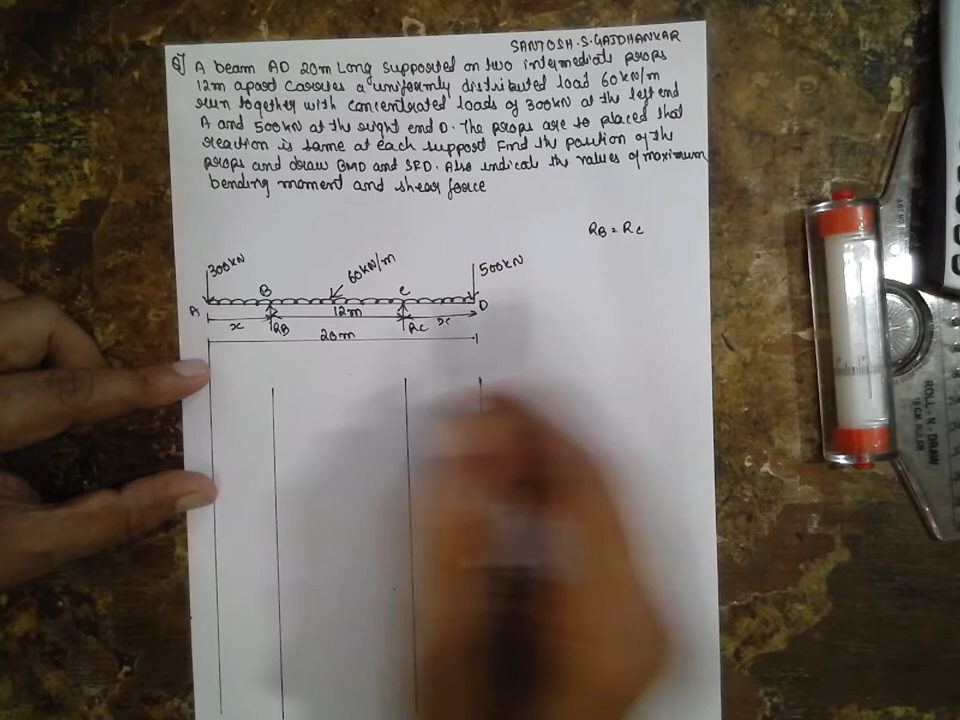 SANTOSH.S.GAJDHANKAR
Q] A beam AD 20m Long supported on two intermediate props
12m apart carries a uniformly distributed load 60kN/m
run together with concentrated loads of 300kN at the left end
A and 500kN at the right end D. The props are to placed that
reaction is same at each support Find the position of the
props and draw BMD and SFD. Also indicate the values of maximum
bending moment and shear force
RB = RC
300kN 60kN/m 500kN
A B C D
12m
x RB RC x
20m
ROLL-N-DRAW